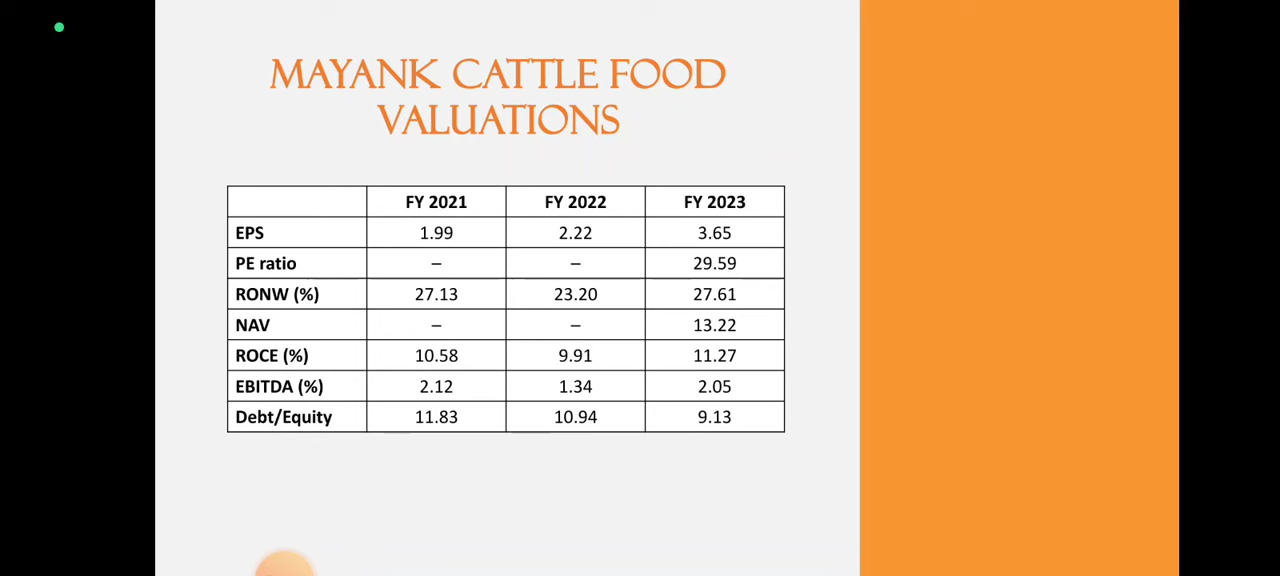 MAYANK CATTLE FOOD
VALUATIONS
FY 2021 FY 2022 FY 2023
EPS 1.99 2.22 3.65
PE ratio – – 29.59
RONW (%) 27.13 23.20 27.61
NAV – – 13.22
ROCE (%) 10.58 9.91 11.27
EBITDA (%) 2.12 1.34 2.05
Debt/Equity 11.83 10.94 9.13